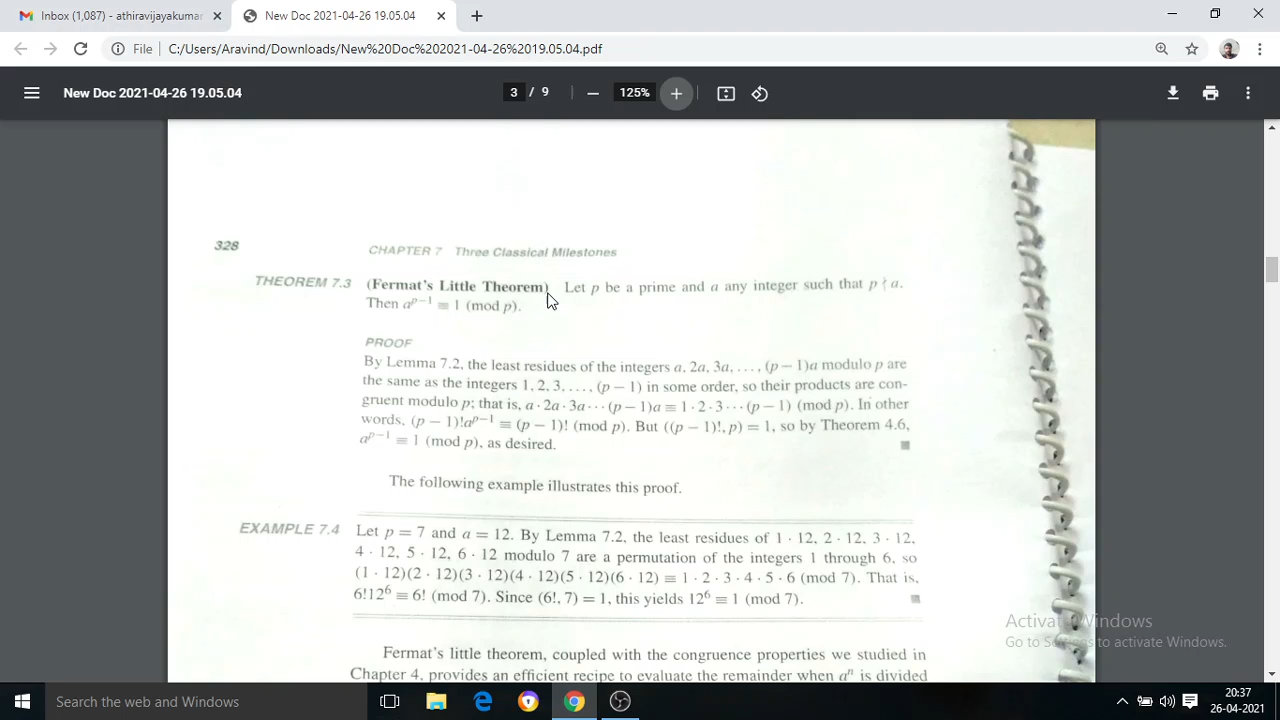 Inbox (1,087) - athiravijayakumar
New Doc 2021-04-26 19.05.04
File
C:/Users/Aravind/Downloads/New%20Doc%202021-04-26%2019.05.04.pdf
New Doc 2021-04-26 19.05.04
3 / 9
125%
328
CHAPTER 7 Three Classical Milestones
THEOREM 7.3 (Fermat's Little Theorem) Let p be a prime and a any integer such that p ∤ a.
Then a^{p−1} ≡ 1 (mod p).
PROOF
By Lemma 7.2, the least residues of the integers a, 2a, 3a, . . . , (p − 1)a modulo p are
the same as the integers 1, 2, 3, . . . , (p − 1) in some order, so their products are con-
gruent modulo p; that is, a · 2a · 3a · · · (p − 1)a ≡ 1 · 2 · 3 · · · (p − 1) (mod p). In other
words, (p − 1)!a^{p−1} ≡ (p − 1)! (mod p). But ((p − 1)!, p) = 1, so by Theorem 4.6,
a^{p−1} ≡ 1 (mod p), as desired.
The following example illustrates this proof.
EXAMPLE 7.4 Let p = 7 and a = 12. By Lemma 7.2, the least residues of 1 · 12, 2 · 12, 3 · 12,
4 · 12, 5 · 12, 6 · 12 modulo 7 are a permutation of the integers 1 through 6, so
(1 · 12)(2 · 12)(3 · 12)(4 · 12)(5 · 12)(6 · 12) ≡ 1 · 2 · 3 · 4 · 5 · 6 (mod 7). That is,
6!12^6 ≡ 6! (mod 7). Since (6!, 7) = 1, this yields 12^6 ≡ 1 (mod 7).
Fermat's little theorem, coupled with the congruence properties we studied in
Chapter 4, provides an efficient recipe to evaluate the remainder when a^n is divided
Activate Windows
Go to Settings to activate Windows.
Search the web and Windows
20:37
26-04-2021